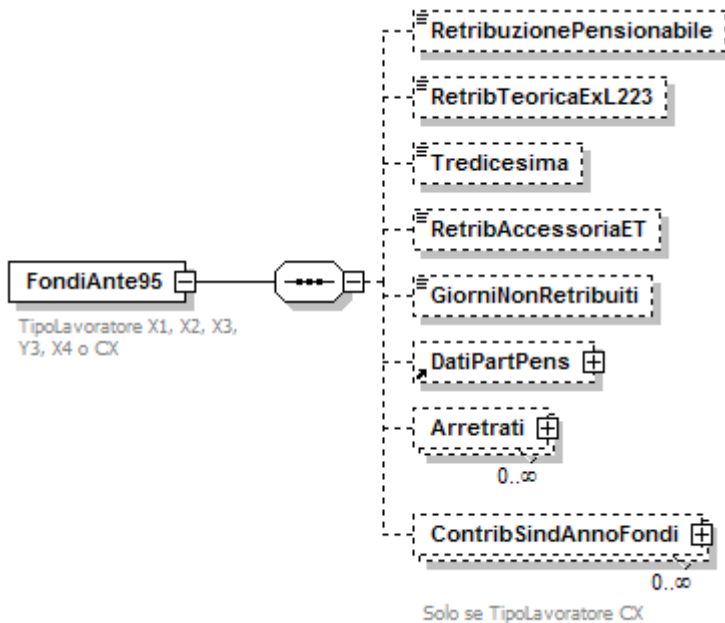 RetribuzionePensionabile
RetribTeoricaExL223
Tredicesima
RetribAccessoriaET
FondiAnte95
TipoLavoratore X1, X2, X3,
Y3, X4 o CX
GiorniNonRetribuiti
DatiPartPens
Arretrati
0..∞
ContribSindAnnoFondi
0..∞
Solo se TipoLavoratore CX